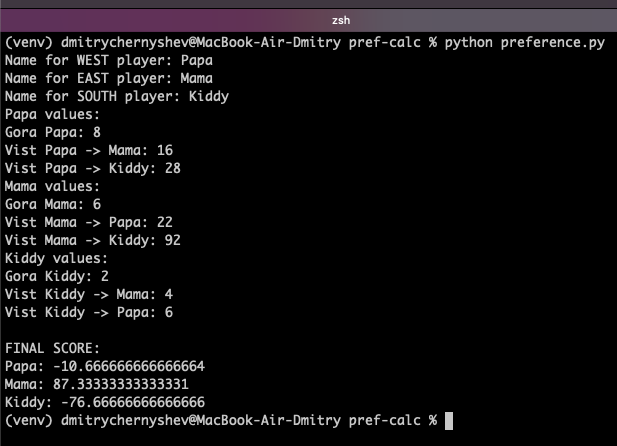 zsh
(venv) dmitrychernyshev@MacBook-Air-Dmitry pref-calc % python preference.py
Name for WEST player: Papa
Name for EAST player: Mama
Name for SOUTH player: Kiddy
Papa values:
Gora Papa: 8
Vist Papa -> Mama: 16
Vist Papa -> Kiddy: 28
Mama values:
Gora Mama: 6
Vist Mama -> Papa: 22
Vist Mama -> Kiddy: 92
Kiddy values:
Gora Kiddy: 2
Vist Kiddy -> Mama: 4
Vist Kiddy -> Papa: 6

FINAL SCORE:
Papa: -10.666666666666664
Mama: 87.33333333333331
Kiddy: -76.66666666666666
(venv) dmitrychernyshev@MacBook-Air-Dmitry pref-calc %